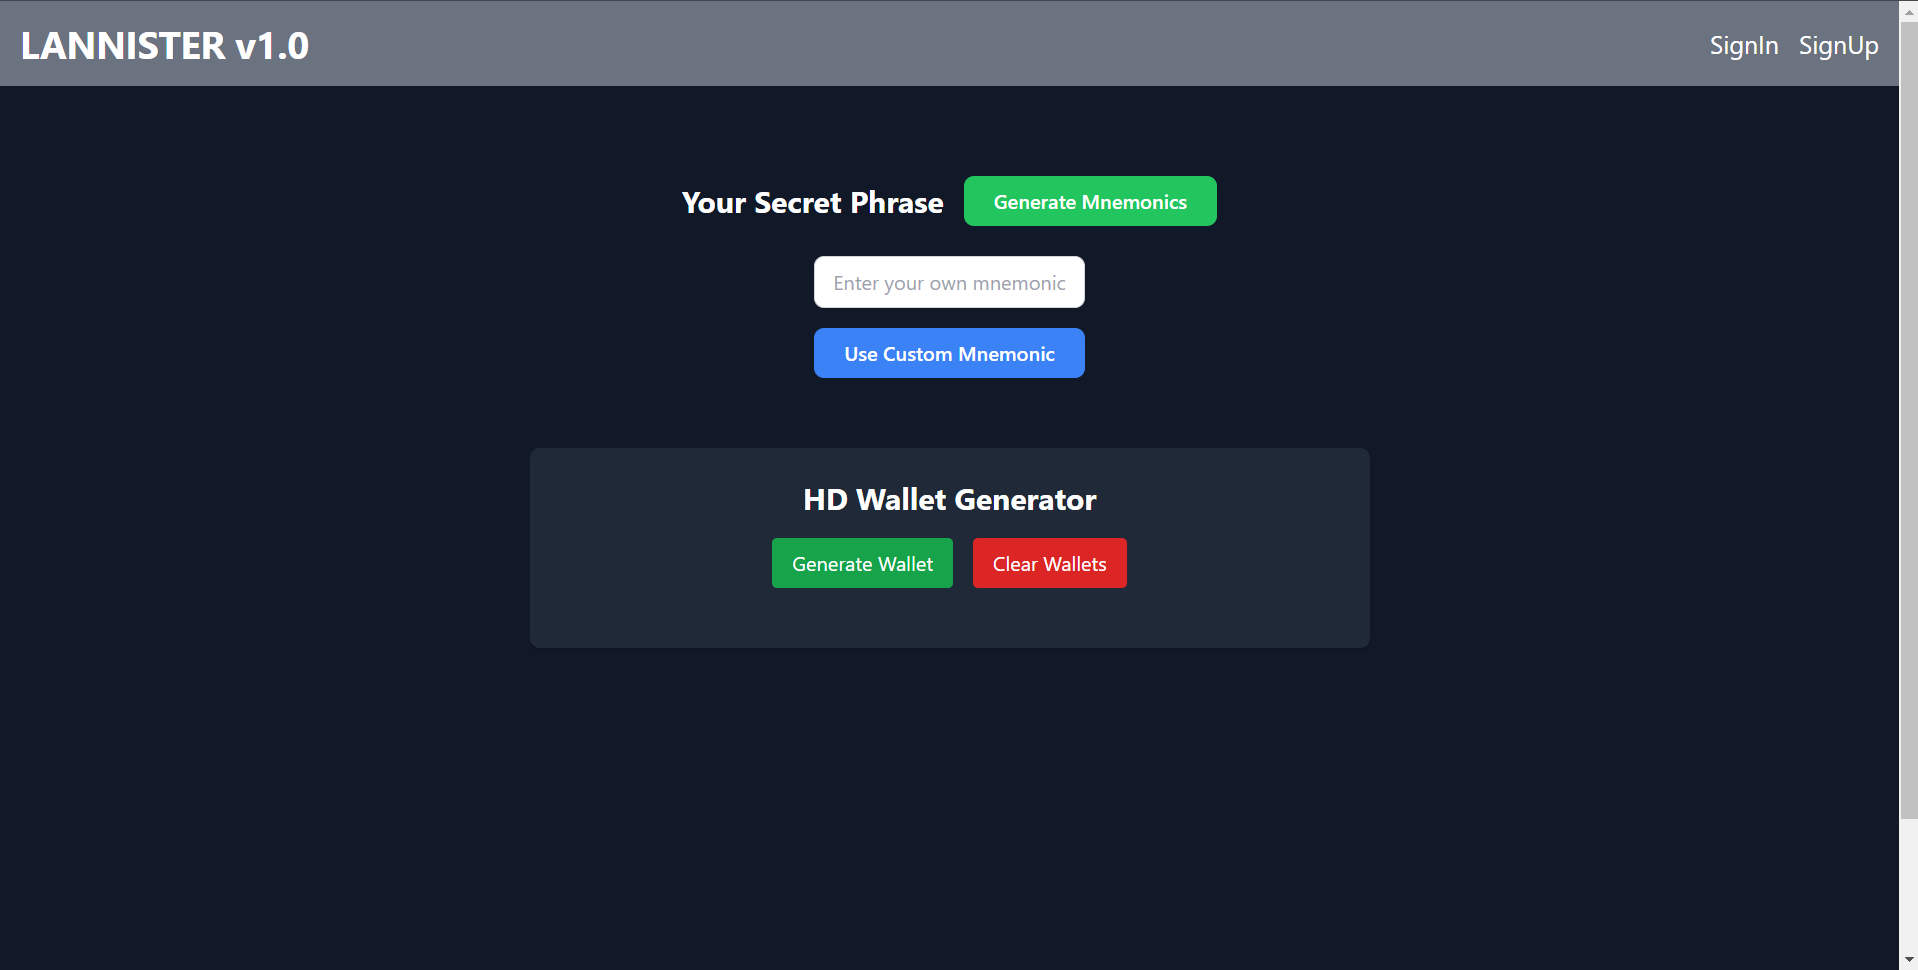 LANNISTER v1.0
SignIn SignUp
Your Secret Phrase Generate Mnemonics
Enter your own mnemonic
Use Custom Mnemonic
HD Wallet Generator
Generate Wallet Clear Wallets